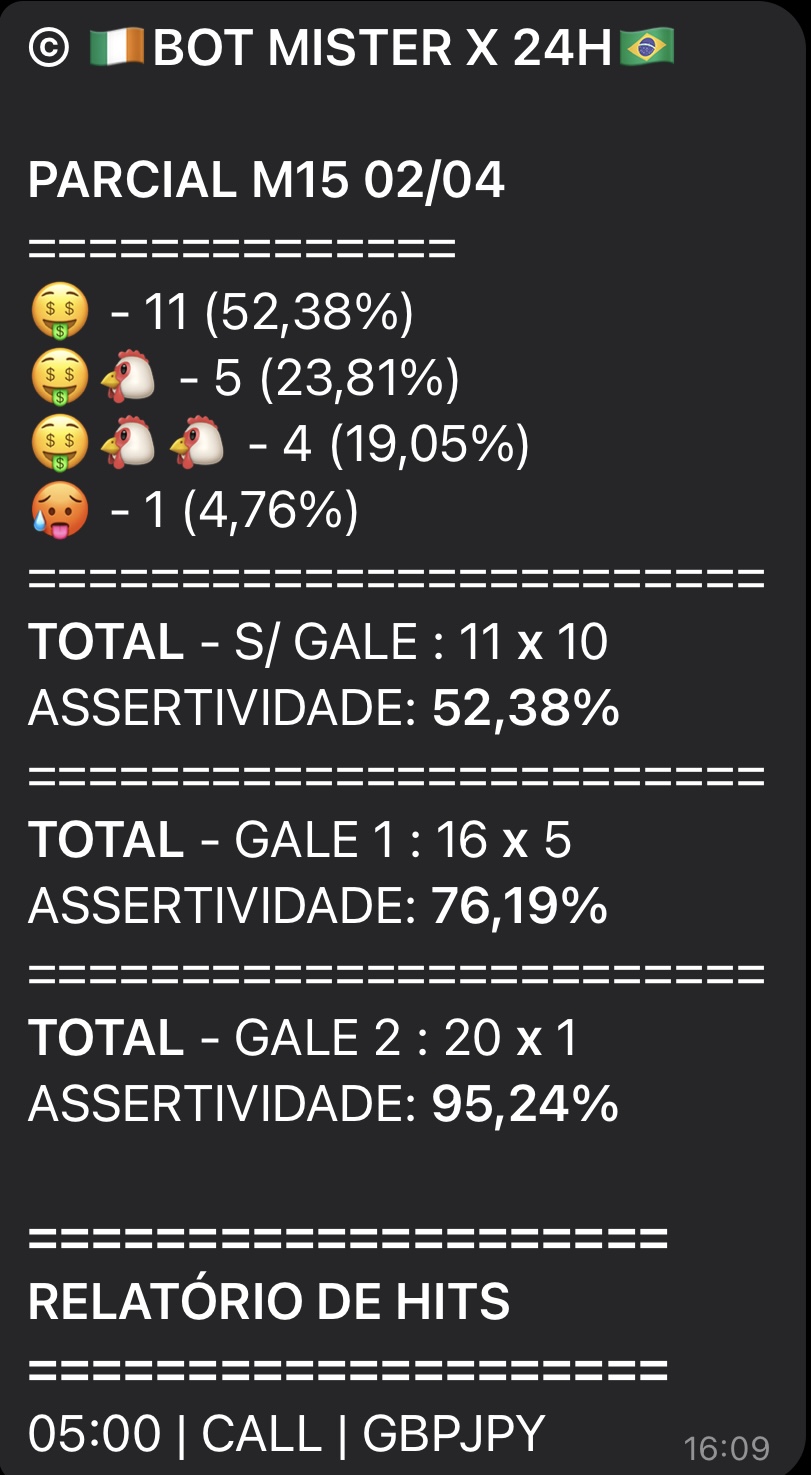 © 🇮🇪BOT MISTER X 24H🇧🇷
PARCIAL M15 02/04
==============
🤑 - 11 (52,38%)
🤑🐔 - 5 (23,81%)
🤑🐔🐔 - 4 (19,05%)
🥵 - 1 (4,76%)
========================
TOTAL - S/ GALE : 11 x 10
ASSERTIVIDADE: 52,38%
========================
TOTAL - GALE 1 : 16 x 5
ASSERTIVIDADE: 76,19%
========================
TOTAL - GALE 2 : 20 x 1
ASSERTIVIDADE: 95,24%
====================
RELATÓRIO DE HITS
====================
05:00 | CALL | GBPJPY
16:09